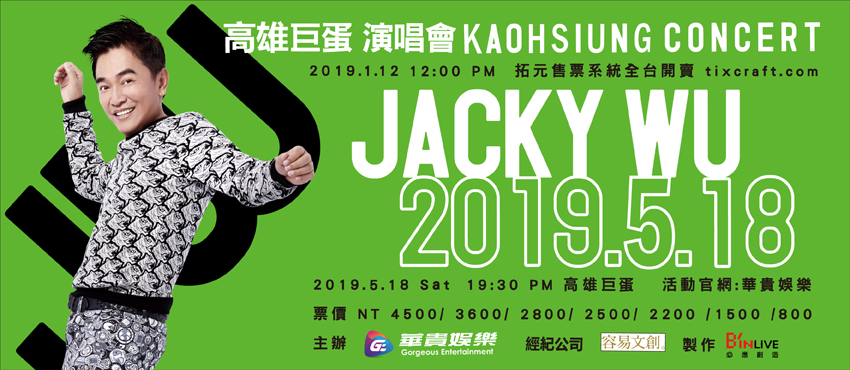 高雄巨蛋 演唱會 KAOHSIUNG CONCERT
2019.1.12 12:00 PM 拓元售票系統全台開賣 tixcraft.com
JACKY WU
2019.5.18
2019.5.18 Sat 19:30 PM 高雄巨蛋 活動官網:華貴娛樂
票價 NT 4500/ 3600/ 2800/ 2500/ 2200 /1500 /800
主辦 華貴娛樂 Gorgeous Entertainment 經紀公司 容易文創 製作 B'IN LIVE 必應創造